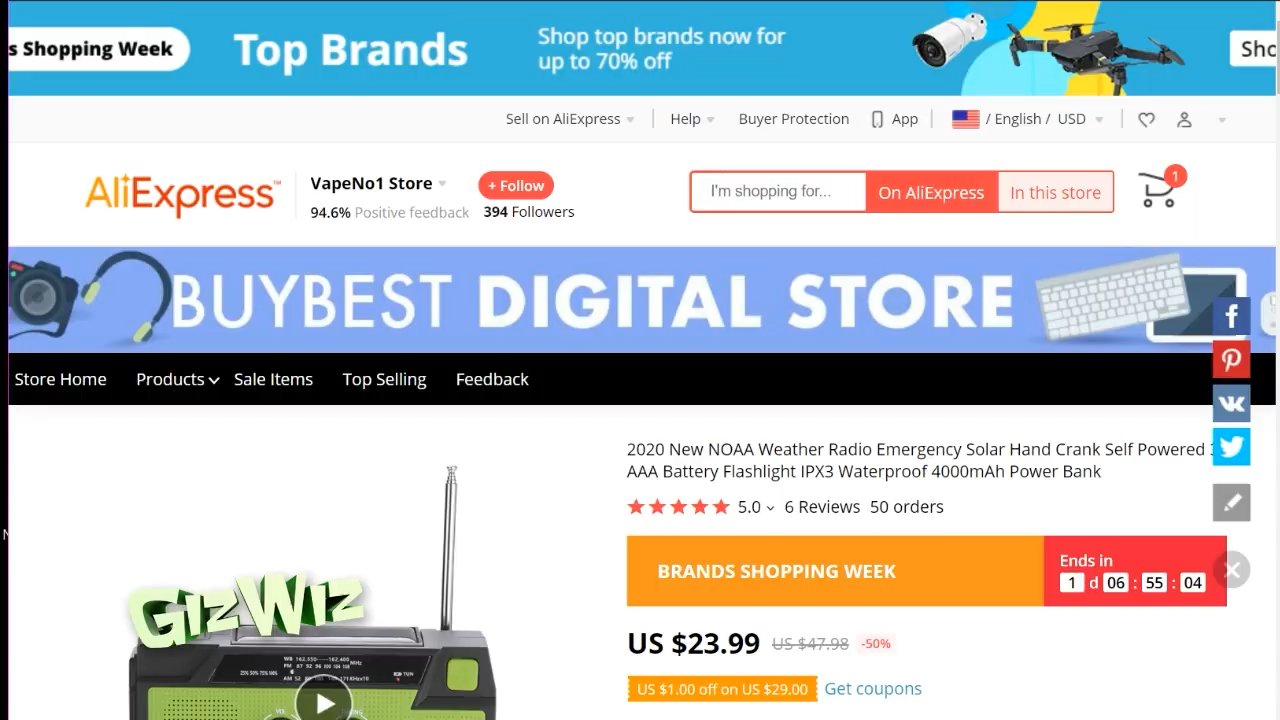 s Shopping Week
Top Brands
Shop top brands now for
up to 70% off
Sell on AliExpress
Help
Buyer Protection
App
/ English / USD
AliExpress™
VapeNo1 Store
+ Follow
94.6% Positive feedback
394 Followers
I'm shopping for...
On AliExpress
In this store
1
BUYBEST DIGITAL STORE
Store Home
Products
Sale Items
Top Selling
Feedback
2020 New NOAA Weather Radio Emergency Solar Hand Crank Self Powered
AAA Battery Flashlight IPX3 Waterproof 4000mAh Power Bank
5.0
6 Reviews
50 orders
BRANDS SHOPPING WEEK
Ends in
1 d 06 : 55 : 04
US $23.99
US $47.98
-50%
US $1.00 off on US $29.00
Get coupons
GizWiz